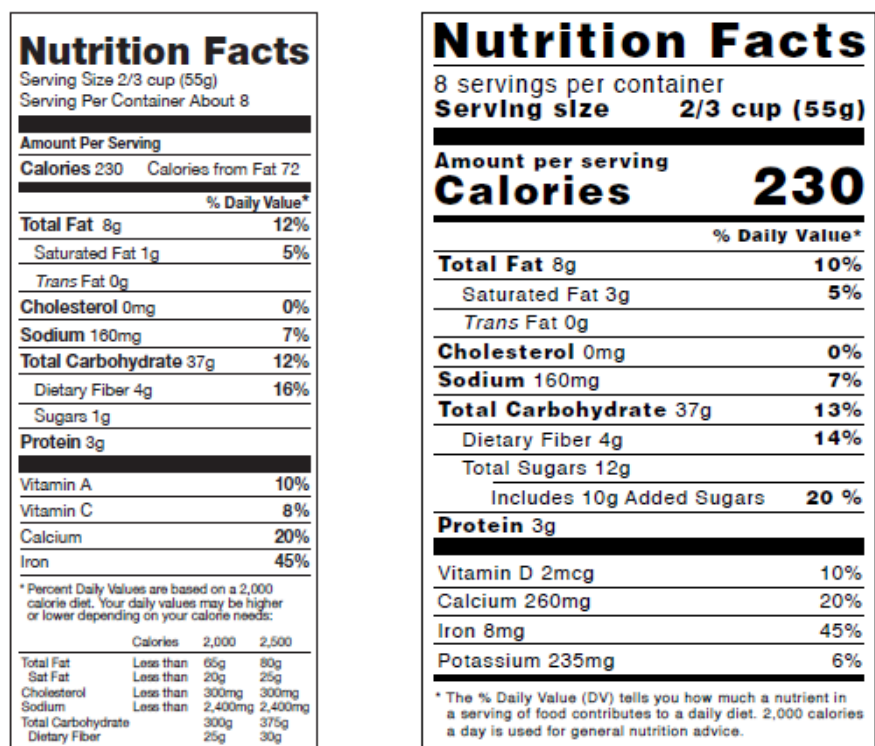 Nutrition Facts
Serving Size 2/3 cup (55g)
Serving Per Container About 8
Amount Per Serving
Calories 230 Calories from Fat 72
% Daily Value*
Total Fat 8g 12%
Saturated Fat 1g 5%
Trans Fat 0g
Cholesterol 0mg 0%
Sodium 160mg 7%
Total Carbohydrate 37g 12%
Dietary Fiber 4g 16%
Sugars 1g
Protein 3g
Vitamin A 10%
Vitamin C 8%
Calcium 20%
Iron 45%
* Percent Daily Values are based on a 2,000
calorie diet. Your daily values may be higher
or lower depending on your calorie needs:
Calories 2,000 2,500
Total Fat Less than 65g 80g
Sat Fat Less than 20g 25g
Cholesterol Less than 300mg 300mg
Sodium Less than 2,400mg 2,400mg
Total Carbohydrate 300g 375g
Dietary Fiber 25g 30g
Nutrition Facts
8 servings per container
Serving size 2/3 cup (55g)
Amount per serving
Calories 230
% Daily Value*
Total Fat 8g 10%
Saturated Fat 3g 5%
Trans Fat 0g
Cholesterol 0mg 0%
Sodium 160mg 7%
Total Carbohydrate 37g 13%
Dietary Fiber 4g 14%
Total Sugars 12g
Includes 10g Added Sugars 20 %
Protein 3g
Vitamin D 2mcg 10%
Calcium 260mg 20%
Iron 8mg 45%
Potassium 235mg 6%
* The % Daily Value (DV) tells you how much a nutrient in
a serving of food contributes to a daily diet. 2,000 calories
a day is used for general nutrition advice.